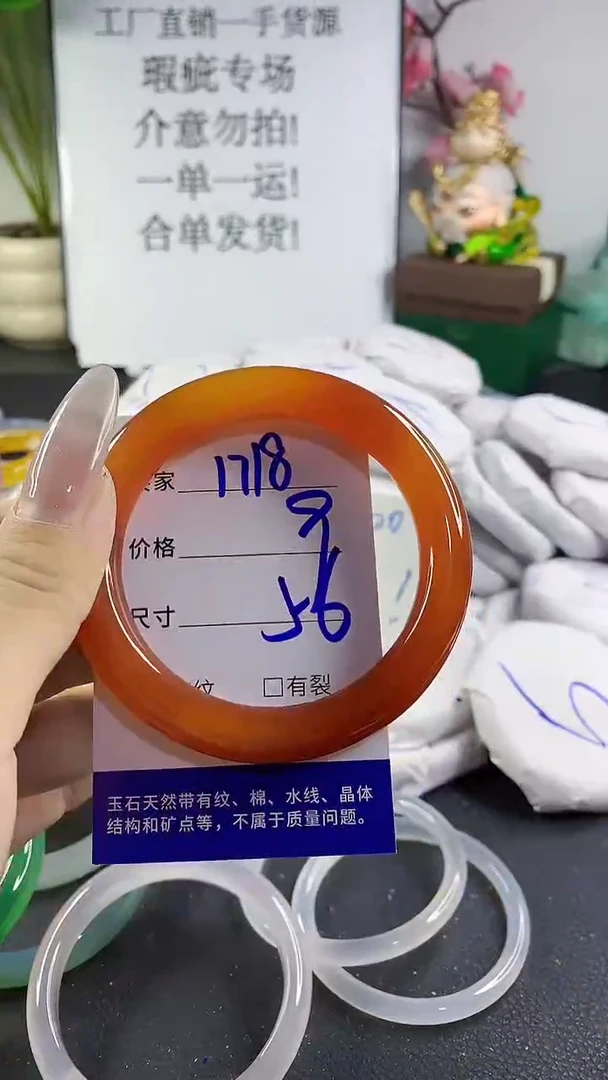 工厂直销一手货源
瑕疵专场
介意勿拍!
一单一运!
合单发货!
家 1718
价格
9
尺寸 56
纹 □有裂
玉石天然带有纹、棉、水线、晶体
结构和矿点等，不属于质量问题。